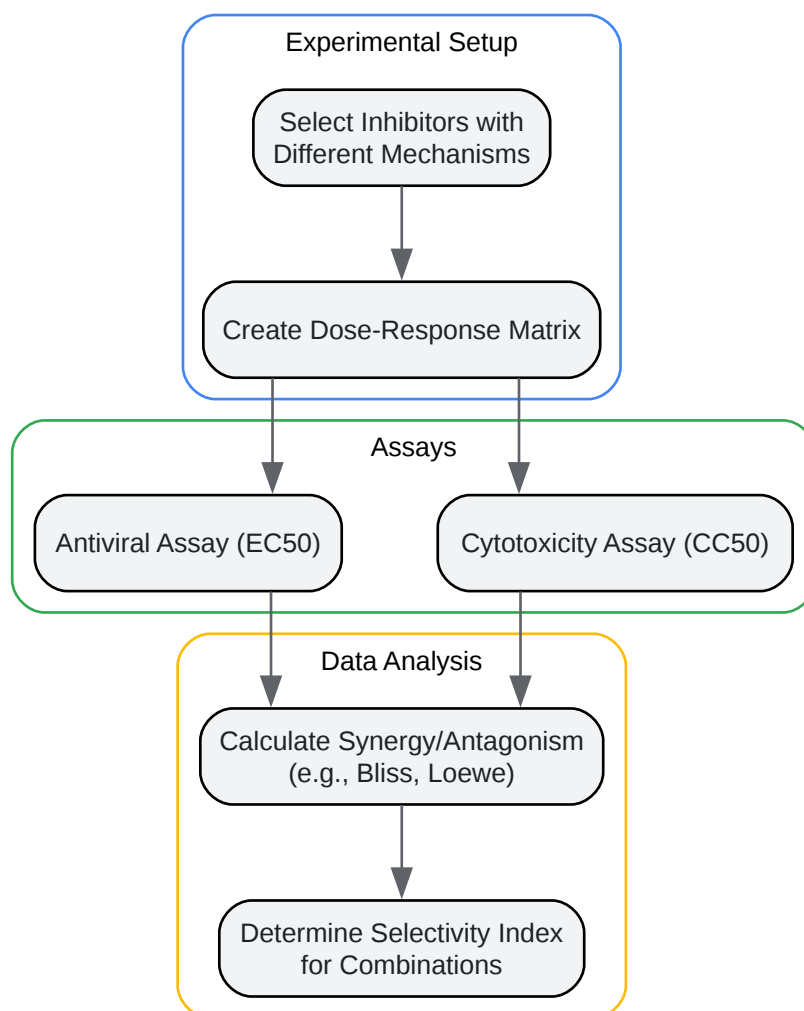 Experimental Setup
Select Inhibitors with
Different Mechanisms
Create Dose-Response Matrix
Assays
Antiviral Assay (EC50)
Cytotoxicity Assay (CC50)
Data Analysis
Calculate Synergy/Antagonism
(e.g., Bliss, Loewe)
Determine Selectivity Index
for Combinations